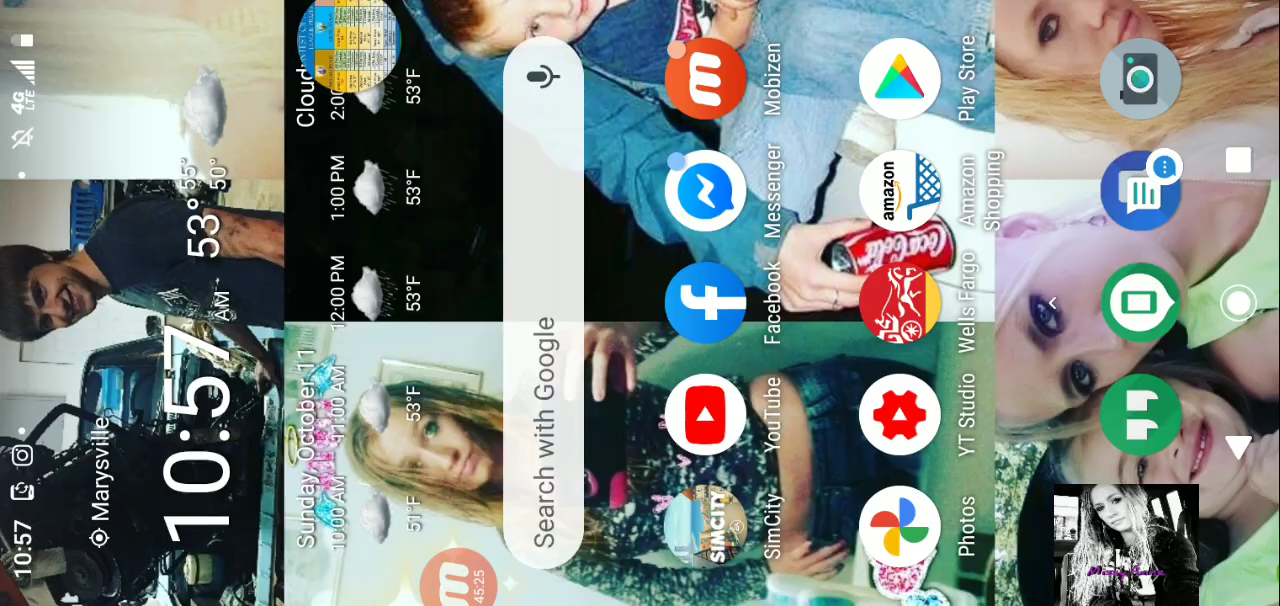 10:57
4G
LTE
Marysville
10:57 AM
53° 55°
50°
Sunday October 11
Cloud
10:00 AM 11:00 AM 12:00 PM 1:00 PM 2:00
51°F 53°F 53°F 53°F 53°F
m
45:25
Search with Google
SIMCITY
m
SimCity YouTube Facebook Messenger Mobizen
amazon
Coca-Cola
Photos YT Studio Wells Fargo Amazon Shopping Play Store